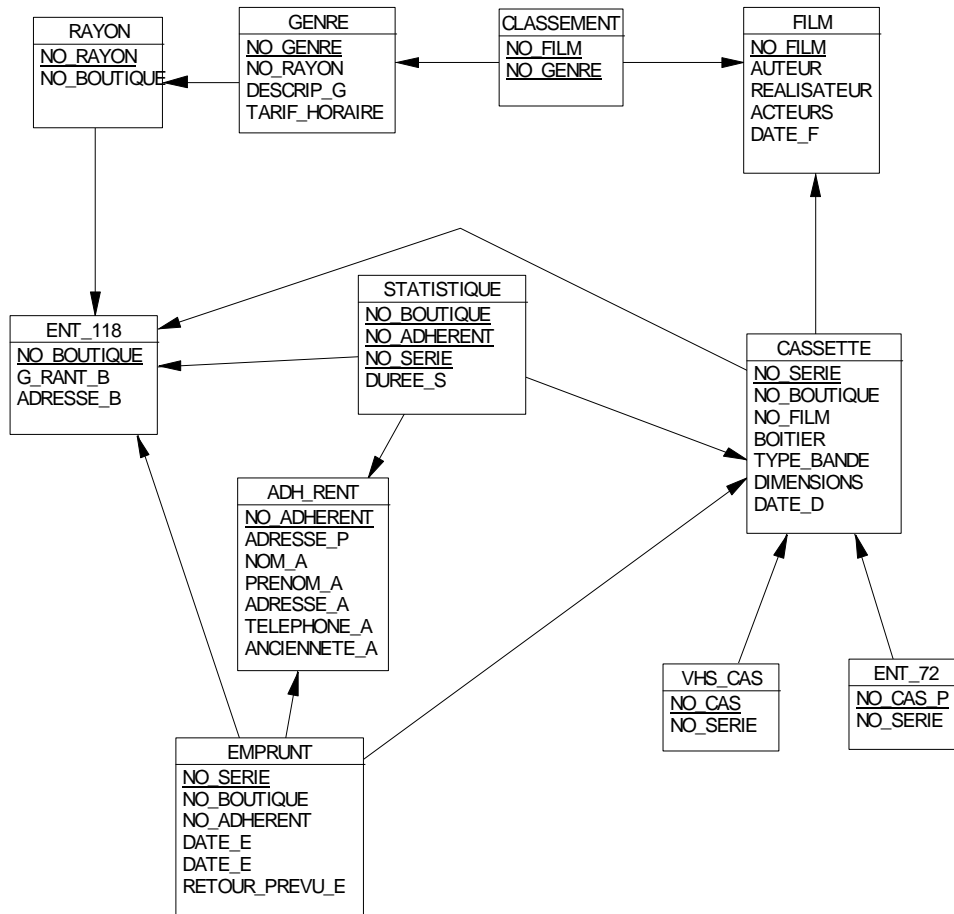 RAYON
NO_RAYON
NO_BOUTIQUE
GENRE
NO_GENRE
NO_RAYON
DESCRIP_G
TARIF_HORAIRE
CLASSEMENT
NO_FILM
NO_GENRE
FILM
NO_FILM
AUTEUR
REALISATEUR
ACTEURS
DATE_F
ENT_118
NO_BOUTIQUE
G_RANT_B
ADRESSE_B
STATISTIQUE
NO_BOUTIQUE
NO_ADHERENT
NO_SERIE
DUREE_S
CASSETTE
NO_SERIE
NO_BOUTIQUE
NO_FILM
BOITIER
TYPE_BANDE
DIMENSIONS
DATE_D
ADH_RENT
NO_ADHERENT
ADRESSE_P
NOM_A
PRENOM_A
ADRESSE_A
TELEPHONE_A
ANCIENNETE_A
VHS_CAS
NO_CAS
NO_SERIE
ENT_72
NO_CAS_P
NO_SERIE
EMPRUNT
NO_SERIE
NO_BOUTIQUE
NO_ADHERENT
DATE_E
DATE_E
RETOUR_PREVU_E